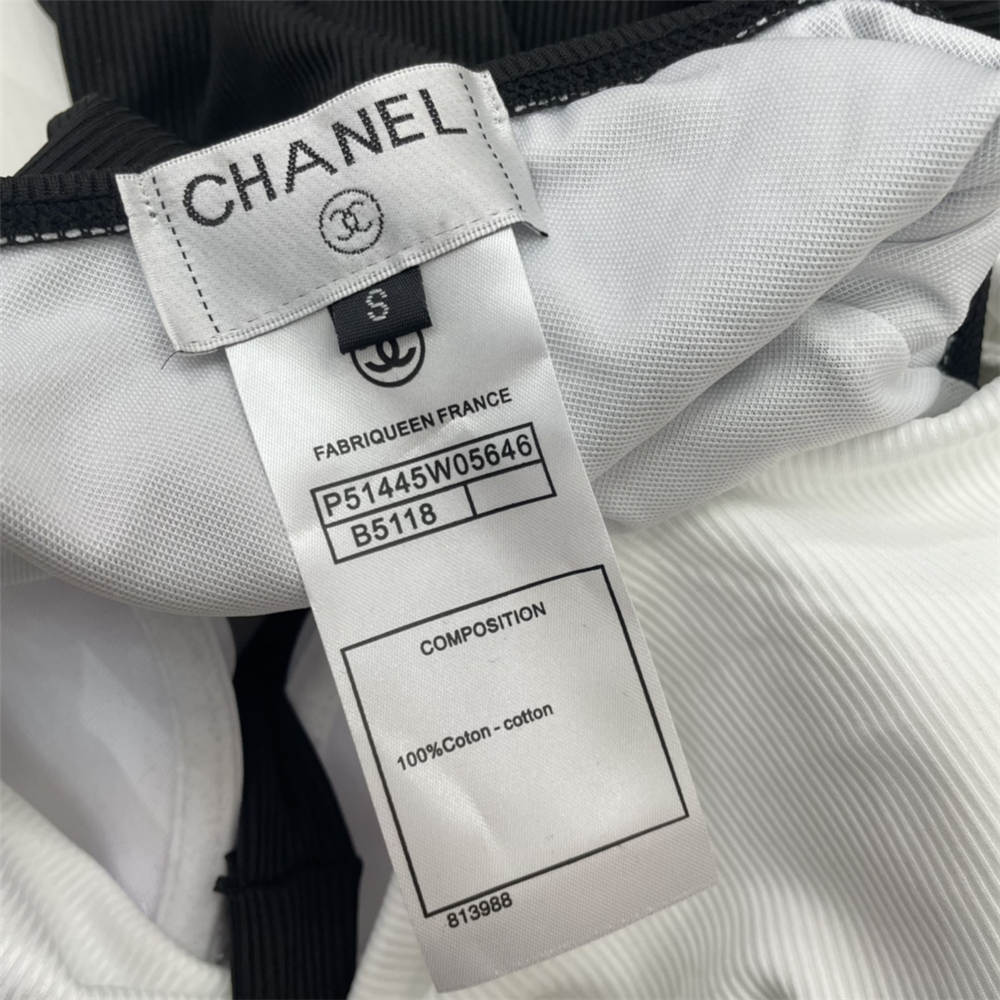 CHANEL
S
FABRIQUEEN FRANCE
P51445W05646
B5118
COMPOSITION
100%Coton - cotton
813988